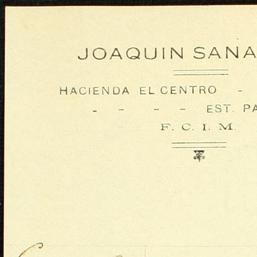 JOAQUIN SANA
HACIENDA EL CENTRO -
- - - - EST. PA
F. C. I. M.